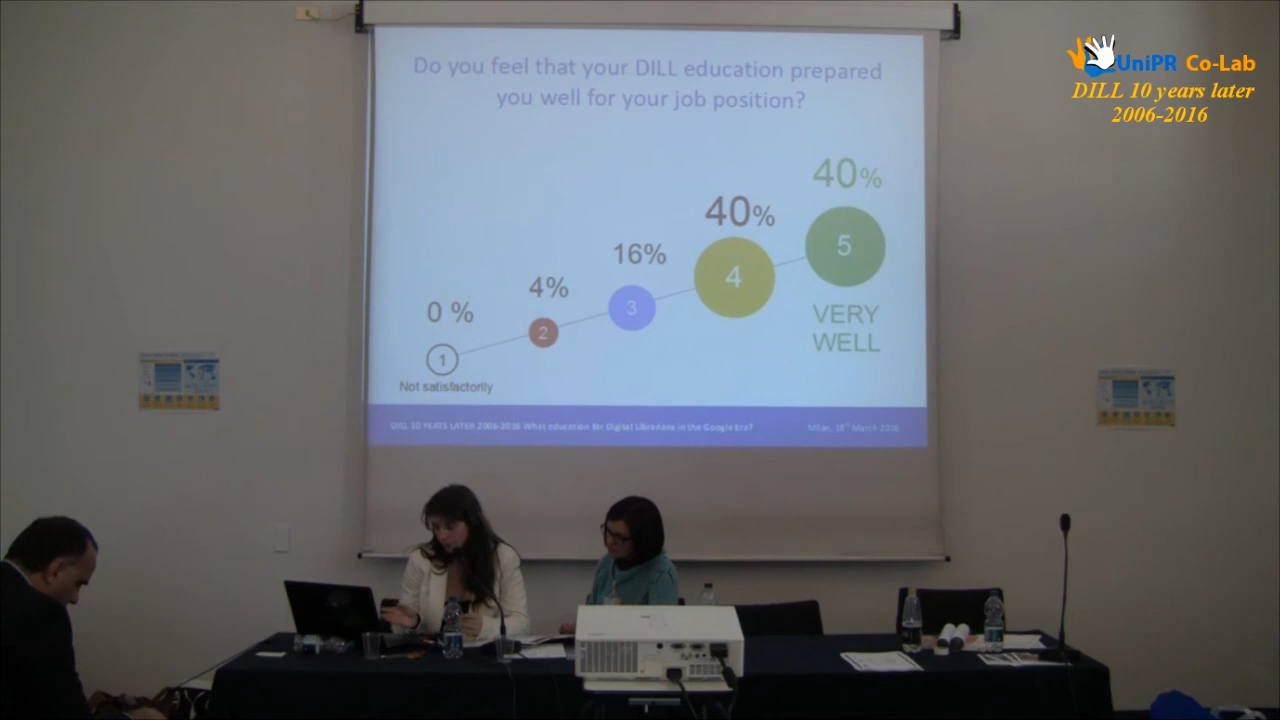 Do you feel that your DILL education prepared
you well for your job position?
0 %
4%
16%
40%
40%
1
2
3
4
5
Not satisfactorily
VERY
WELL
DILL 10 YEARS LATER 2006-2016 What education for Digital Librarians in the Google Era?
Milan, 18th March 2016
UniPR Co-Lab
DILL 10 years later
2006-2016